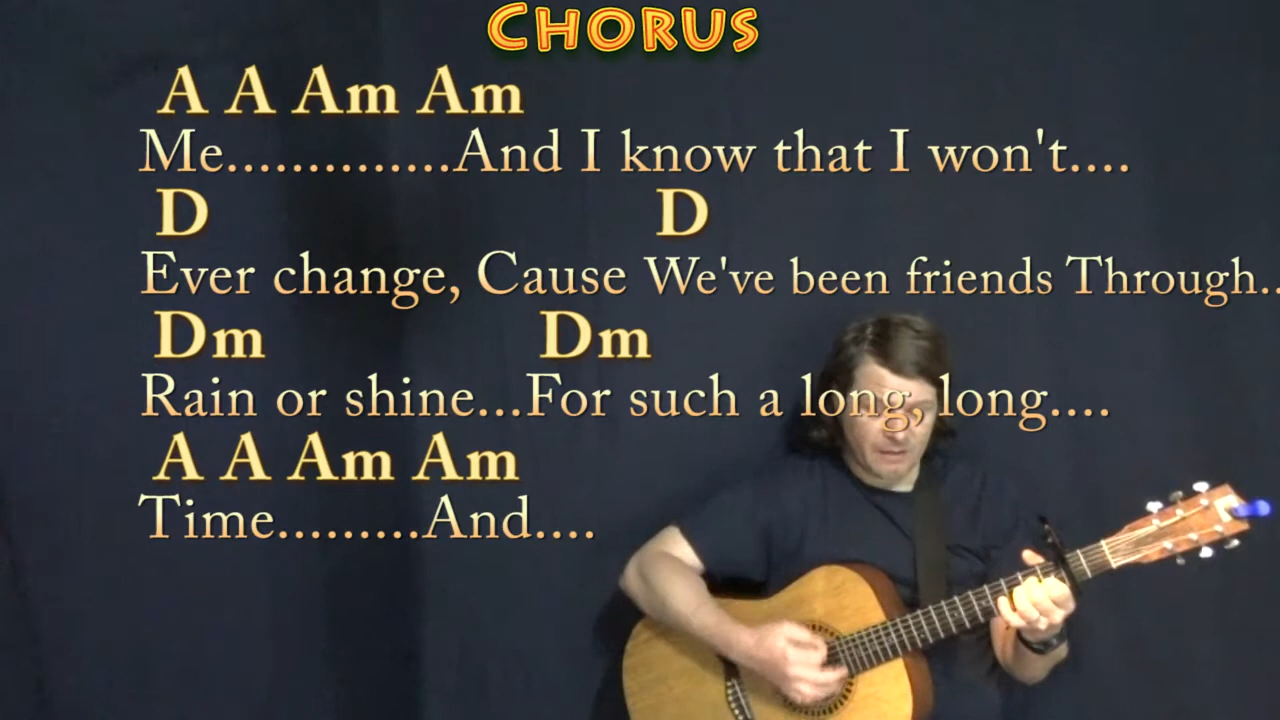 CHORUS
A A Am Am
Me..............And I know that I won't....
D D
Ever change, Cause We've been friends Through..
Dm Dm
Rain or shine...For such a long, long....
A A Am Am
Time.........And....